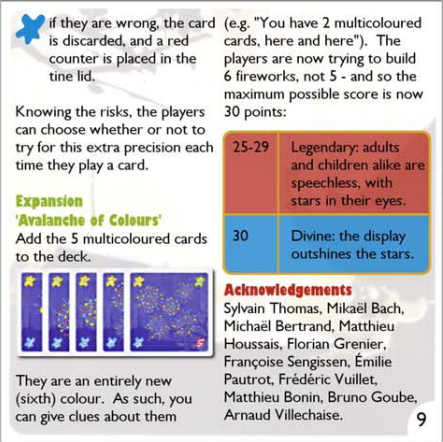 if they are wrong, the card
is discarded, and a red
counter is placed in the
tine lid.
Knowing the risks, the players
can choose whether or not to
try for this extra precision each
time they play a card.
Expansion
'Avalanche of Colours'
Add the 5 multicoloured cards
to the deck.
5
They are an entirely new
(sixth) colour. As such, you
can give clues about them
(e.g. "You have 2 multicoloured
cards, here and here"). The
players are now trying to build
6 fireworks, not 5 - and so the
maximum possible score is now
30 points:
25-29 Legendary: adults
and children alike are
speechless, with
stars in their eyes.
30 Divine: the display
outshines the stars.
Acknowledgements
Sylvain Thomas, Mikaël Bach,
Michaël Bertrand, Matthieu
Houssais, Florian Grenier,
Françoise Sengissen, Émilie
Pautrot, Frédéric Vuillet,
Matthieu Bonin, Bruno Goube,
Arnaud Villechaise.
9